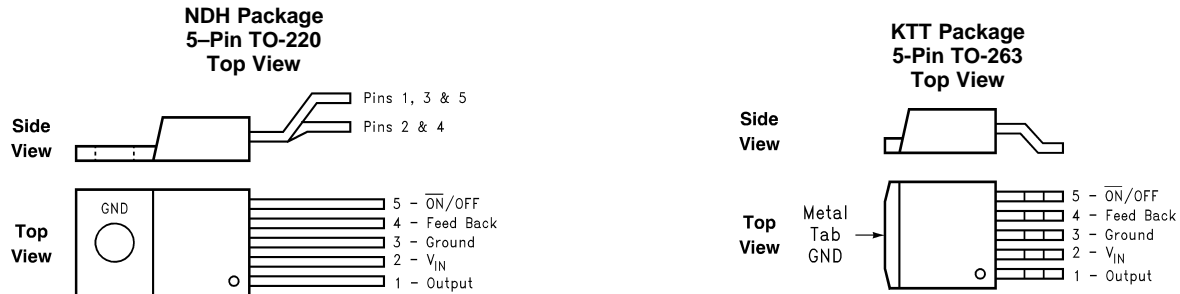 NDH Package
5–Pin TO-220
Top View
Side
View
Pins 1, 3 & 5
Pins 2 & 4
Top
View
GND
5 - O̅N̅/OFF
4 - Feed Back
3 - Ground
2 - VIN
1 - Output
KTT Package
5-Pin TO-263
Top View
Side
View
Top
View
Metal
Tab
GND
5 - O̅N̅/OFF
4 - Feed Back
3 - Ground
2 - VIN
1 - Output